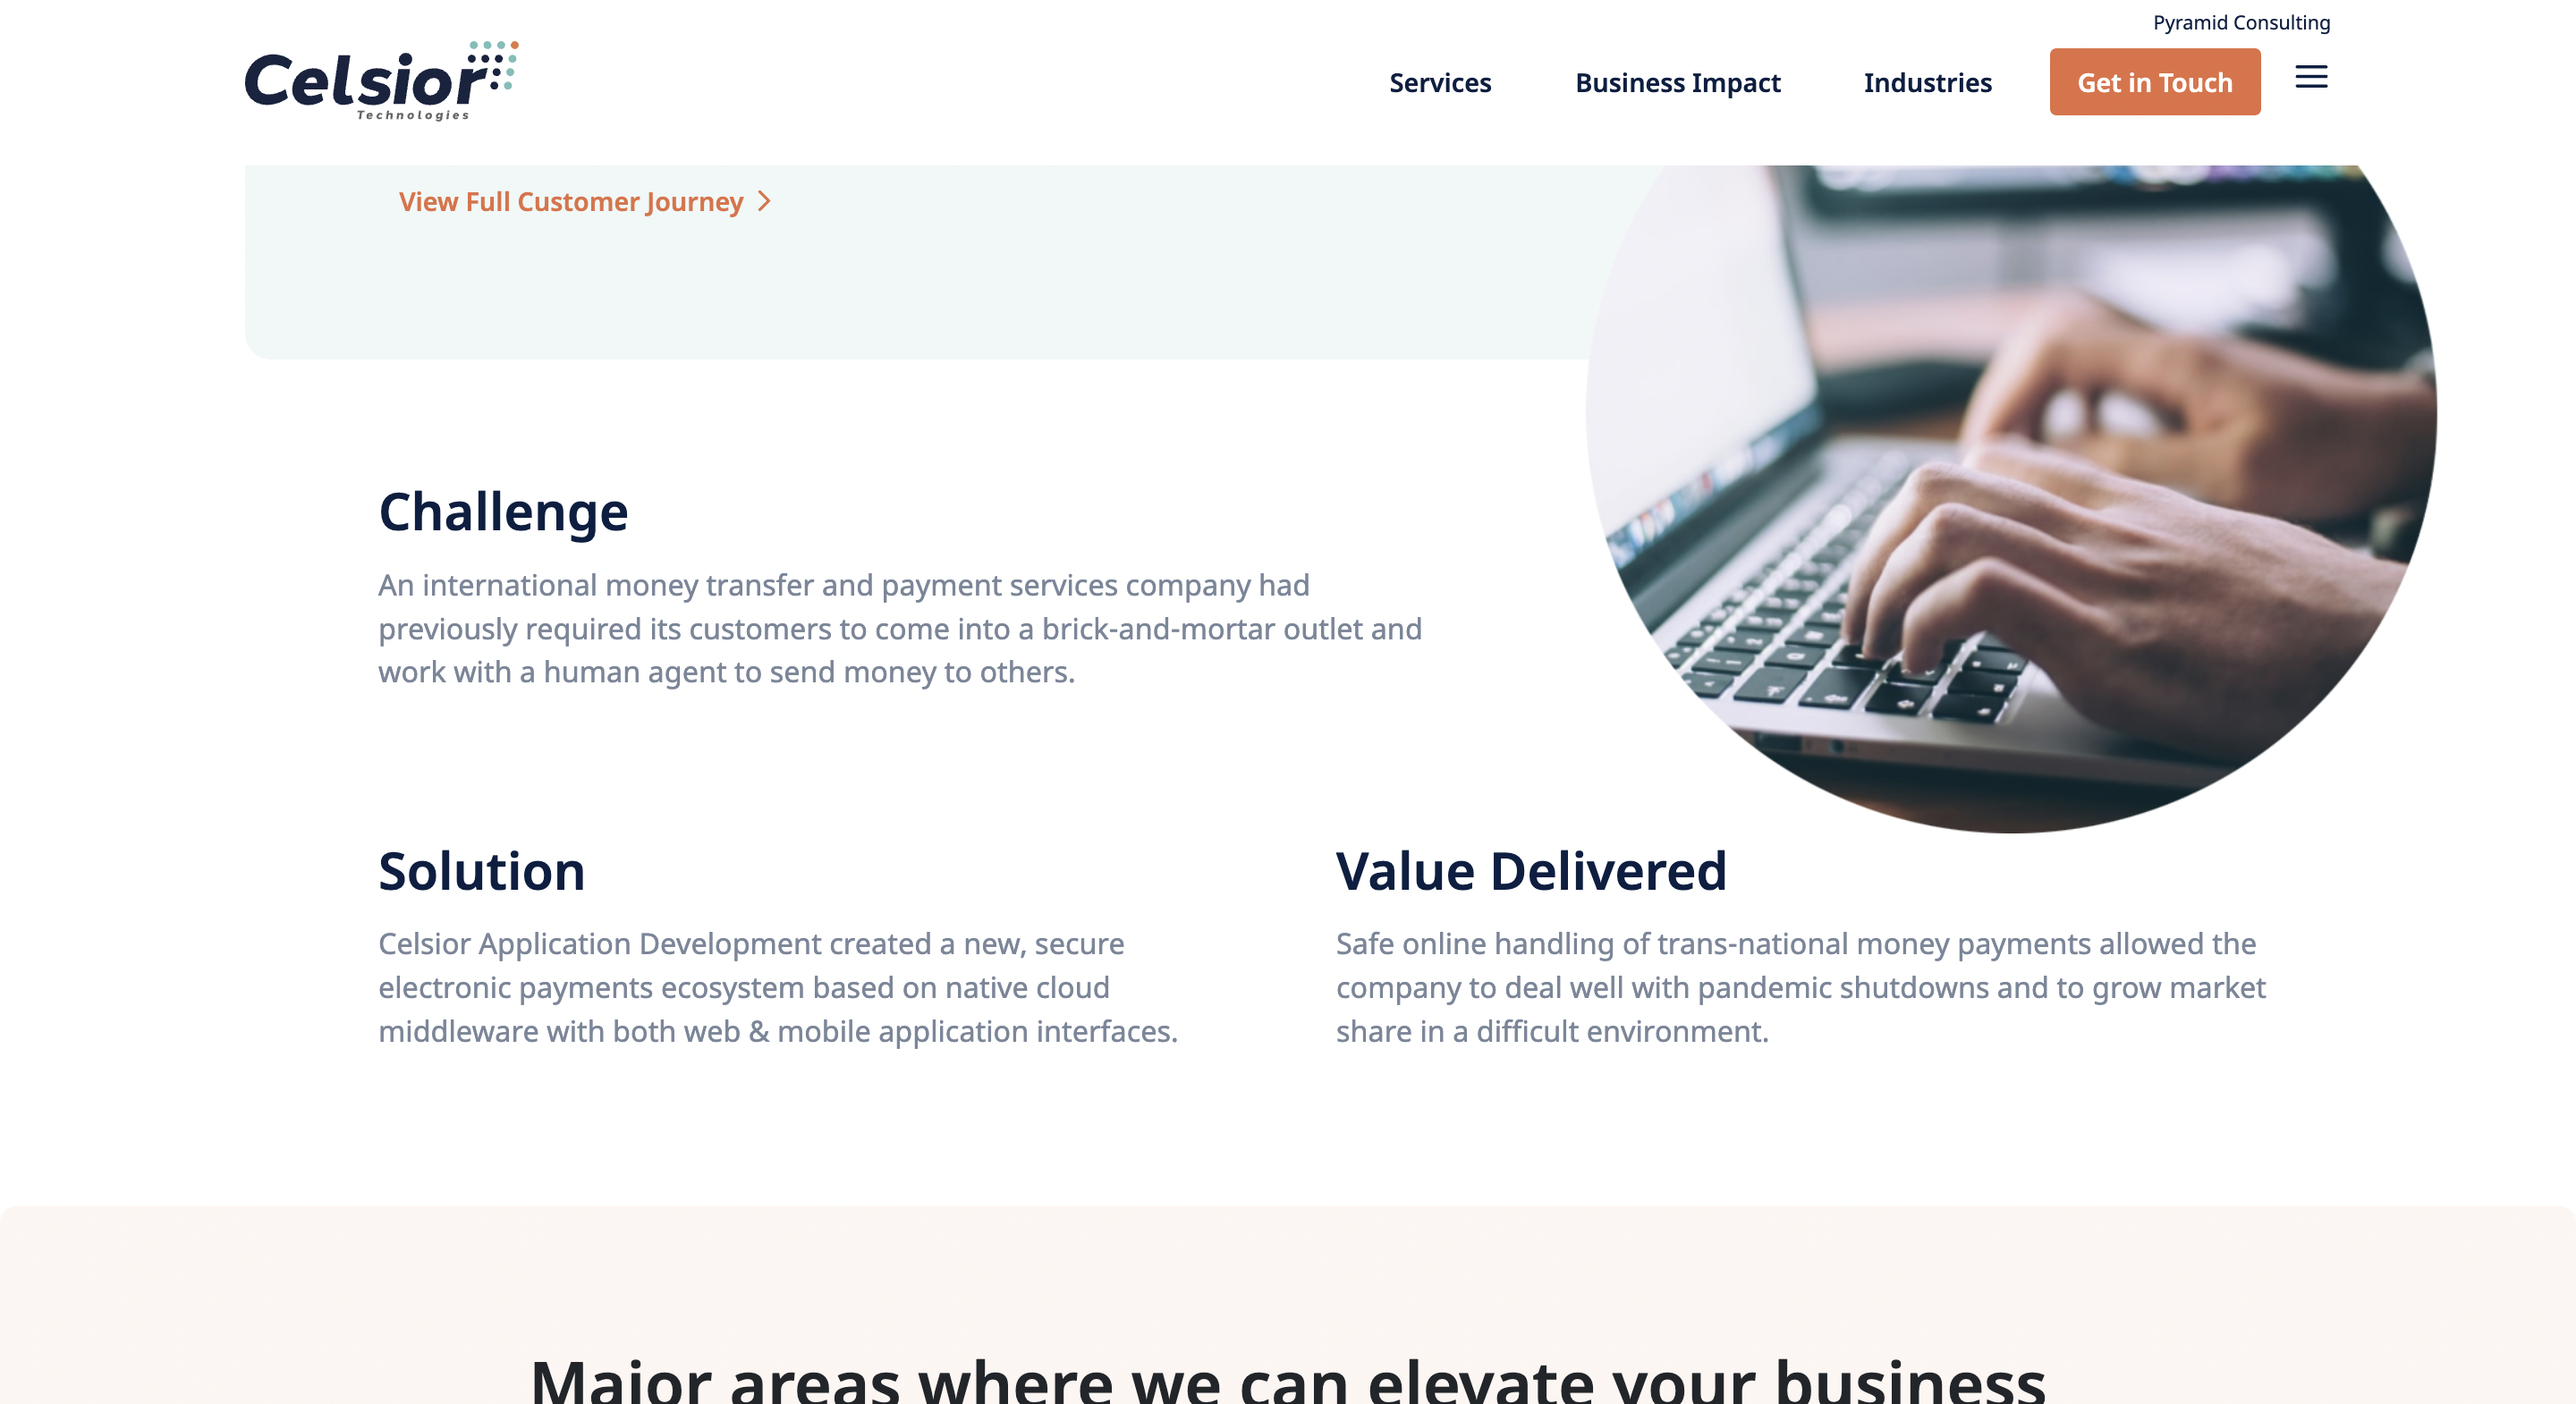 Pyramid Consulting
Celsior
Technologies
Services
Business Impact
Industries
Get in Touch
View Full Customer Journey
Challenge
An international money transfer and payment services company had
previously required its customers to come into a brick-and-mortar outlet and
work with a human agent to send money to others.
Solution
Celsior Application Development created a new, secure
electronic payments ecosystem based on native cloud
middleware with both web & mobile application interfaces.
Value Delivered
Safe online handling of trans-national money payments allowed the
company to deal well with pandemic shutdowns and to grow market
share in a difficult environment.
Major areas where we can elevate your business